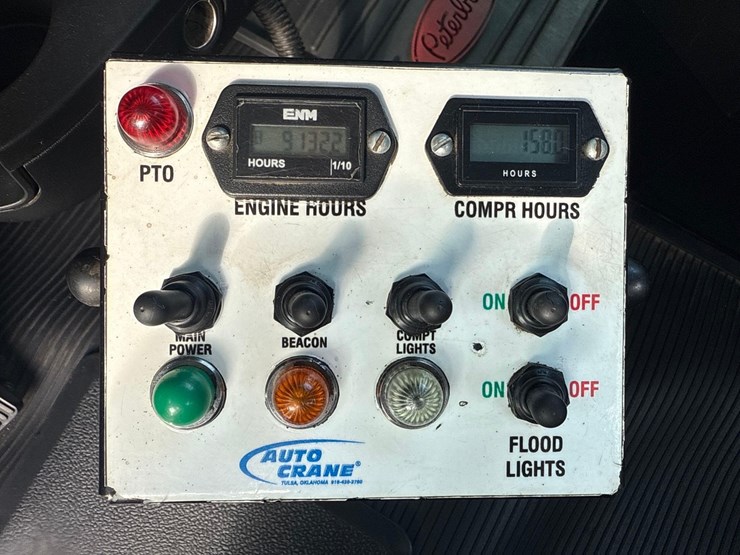 Peterb
PTO
ENM
HOURS
1/10
ENGINE HOURS
HOURS
COMPR HOURS
MAIN
POWER
BEACON
COMPT
LIGHTS
ON
OFF
ON
OFF
FLOOD
LIGHTS
AUTO
CRANE®
TULSA, OKLAHOMA